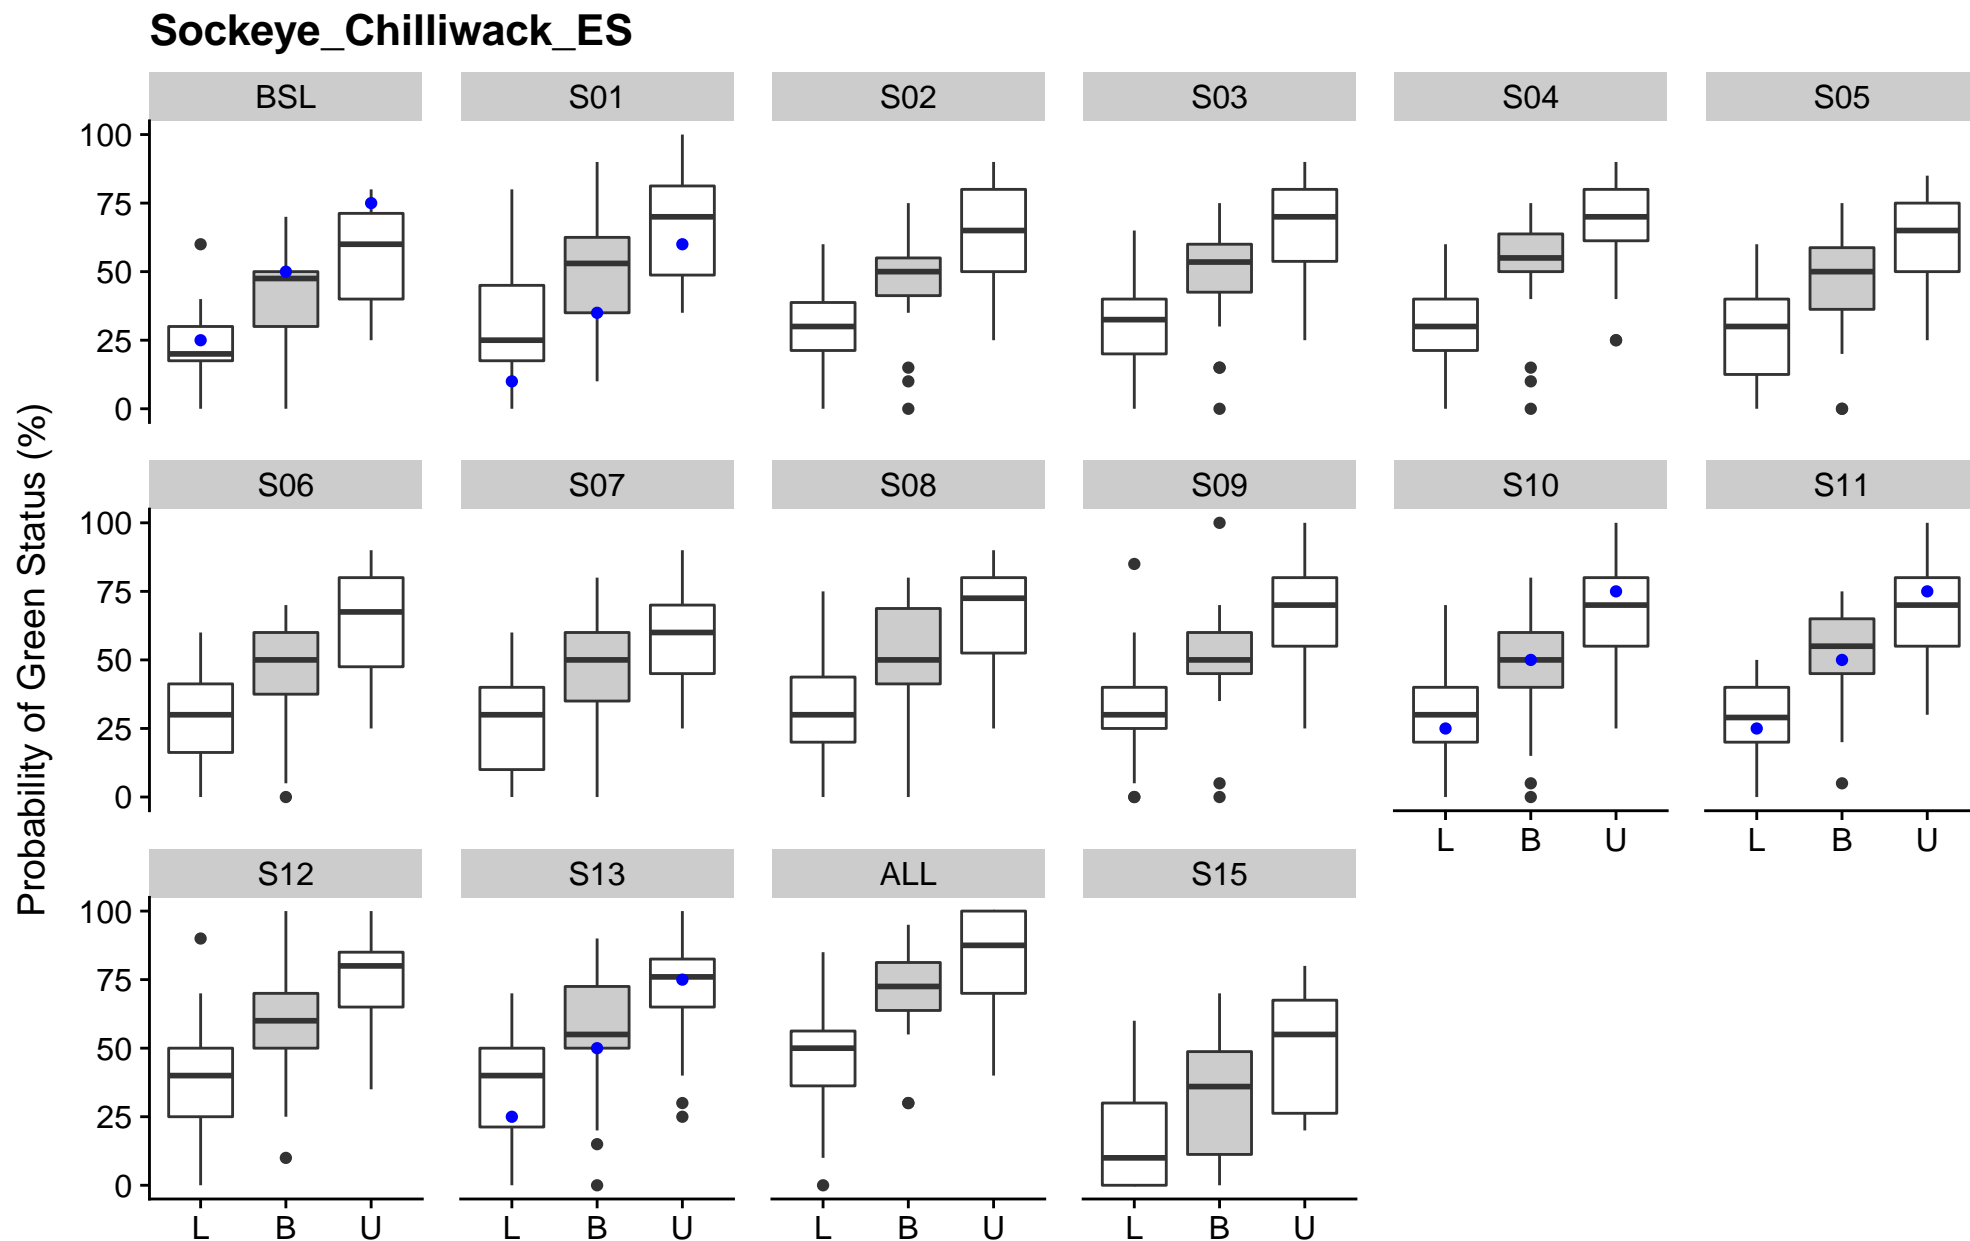 Sockeye_Chilliwack_ES
BSL S01 S02 S03 S04 S05
100
75
50
25
0
S06 S07 S08 S09 S10 S11
100
75
50
25
0
L B U L B U
S12 S13 ALL S15
100
75
50
25
0
L B U L B U L B U L B U
Probability of Green Status (%)